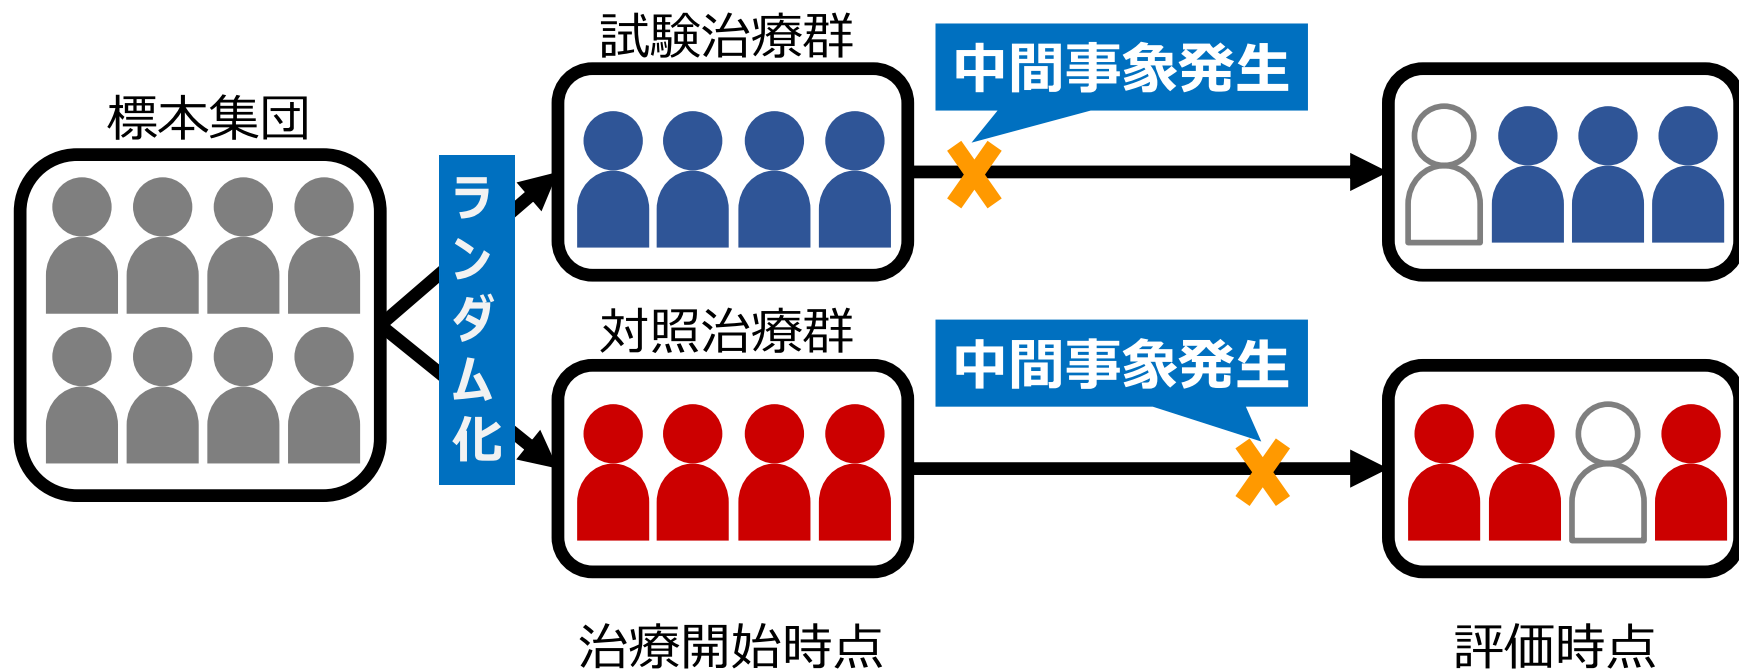 標本集団
ランダム化
試験治療群
中間事象発生
対照治療群
中間事象発生
治療開始時点
評価時点